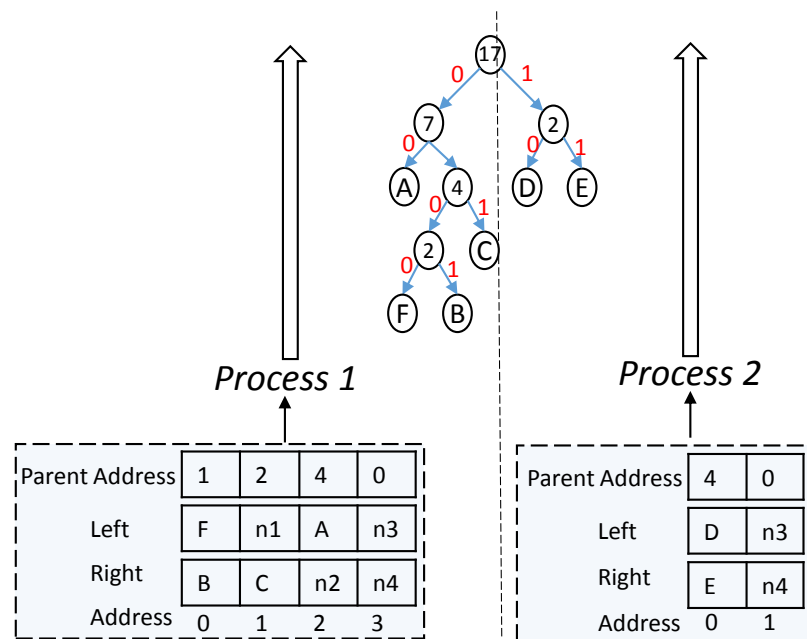 17
0 1
7 2
0 0 1
A 4 D E
0 1
2 C
0 1
F B
Process 1
Process 2
Parent Address 1 2 4 0
Left F n1 A n3
Right B C n2 n4
Address 0 1 2 3
Parent Address 4 0
Left D n3
Right E n4
Address 0 1